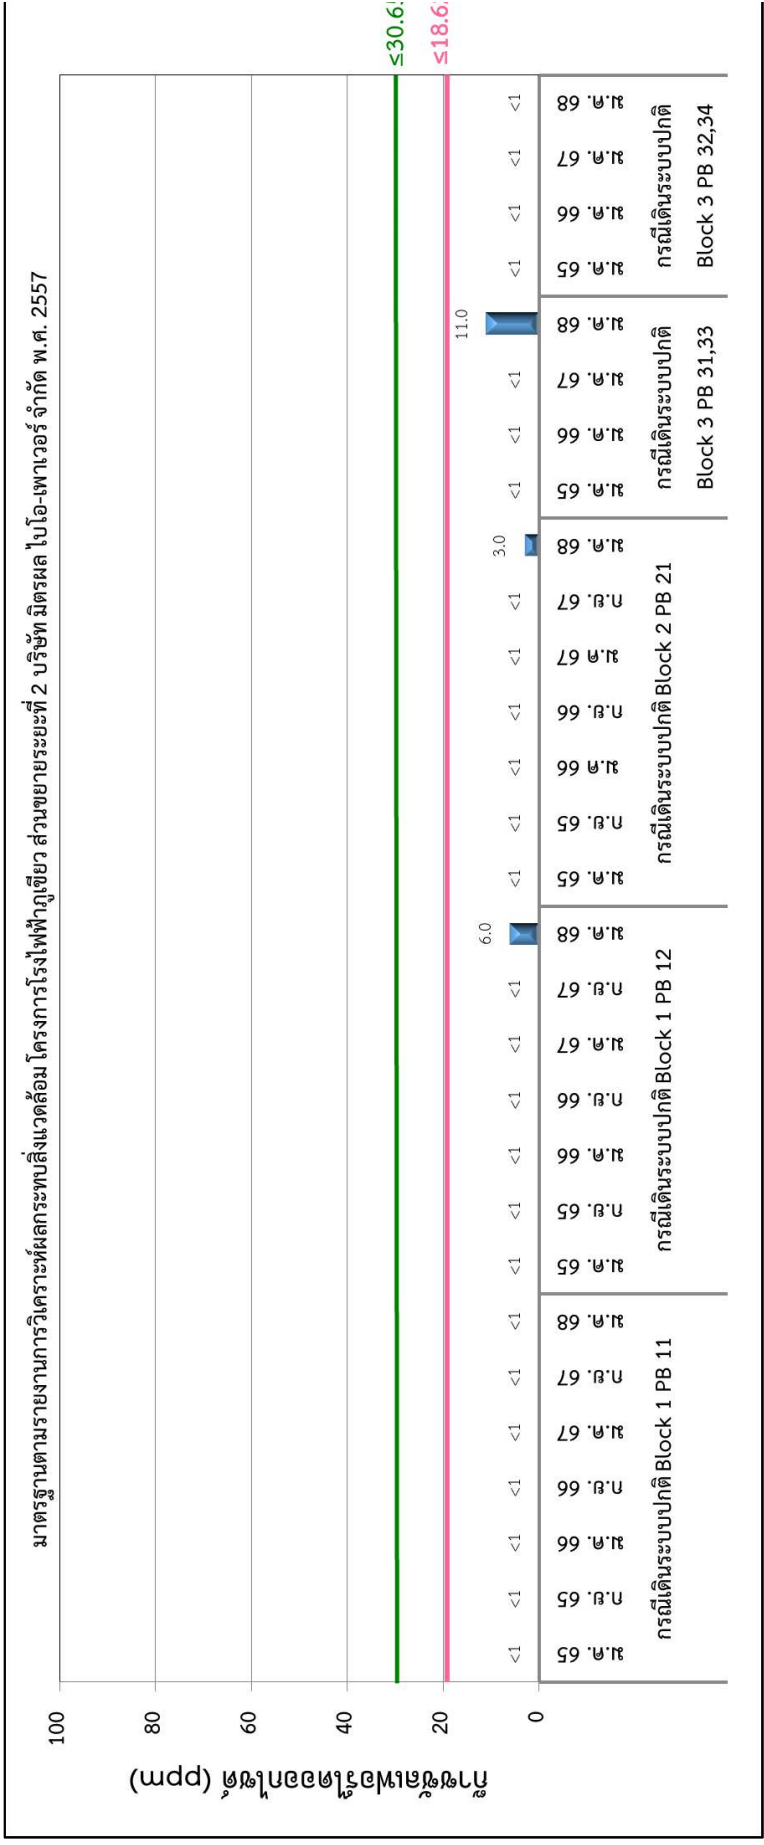 มาตรฐานตามรายงานการวิเคราะห์ผลกระทบสิ่งแวดล้อม โครงการโรงไฟฟ้าภูเขียว ส่วนขยายระยะที่ 2 บริษัท มิตรผล ไบโอ-เพาเวอร์ จำกัด พ.ศ. 2557
ก๊าซซัลเฟอร์ไดออกไซด์ (ppm)
100
80
60
40
20
0
≤30.6
≤18.6
<1 <1 <1 <1 <1 <1 <1 <1 <1 <1 <1 <1 <1 6.0 <1 <1 <1 <1 <1 <1 3.0 <1 <1 <1 11.0 <1 <1 <1 <1
ม.ค. 65 ก.ย. 65 ม.ค. 66 ก.ย. 66 ม.ค. 67 ก.ย. 67 ม.ค. 68 ม.ค. 65 ก.ย. 65 ม.ค. 66 ก.ย. 66 ม.ค. 67 ก.ย. 67 ม.ค. 68 ม.ค. 65 ก.ย. 65 ม.ค 66 ก.ย. 66 ม.ค 67 ก.ย. 67 ม.ค. 68 ม.ค. 65 ม.ค. 66 ม.ค. 67 ม.ค. 68 ม.ค. 65 ม.ค. 66 ม.ค. 67 ม.ค. 68
กรณีเดินระบบปกติ Block 1 PB 11
กรณีเดินระบบปกติ Block 1 PB 12
กรณีเดินระบบปกติ Block 2 PB 21
กรณีเดินระบบปกติ
Block 3 PB 31,33
กรณีเดินระบบปกติ
Block 3 PB 32,34